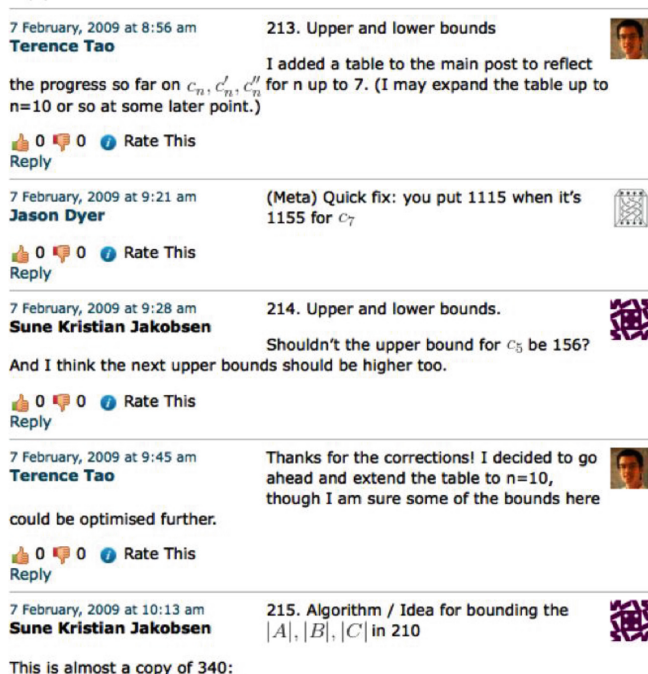 7 February, 2009 at 8:56 am
Terence Tao
213. Upper and lower bounds
I added a table to the main post to reflect
the progress so far on cₙ, c′ₙ, c″ₙ for n up to 7. (I may expand the table up to
n=10 or so at some later point.)
0 0 i Rate This
Reply
7 February, 2009 at 9:21 am
Jason Dyer
(Meta) Quick fix: you put 1115 when it's
1155 for c₇
0 0 i Rate This
Reply
7 February, 2009 at 9:28 am
Sune Kristian Jakobsen
214. Upper and lower bounds.
Shouldn't the upper bound for c₅ be 156?
And I think the next upper bounds should be higher too.
0 0 i Rate This
Reply
7 February, 2009 at 9:45 am
Terence Tao
Thanks for the corrections! I decided to go
ahead and extend the table to n=10,
though I am sure some of the bounds here
could be optimised further.
0 0 i Rate This
Reply
7 February, 2009 at 10:13 am
Sune Kristian Jakobsen
215. Algorithm / Idea for bounding the
|A|, |B|, |C| in 210
This is almost a copy of 340: